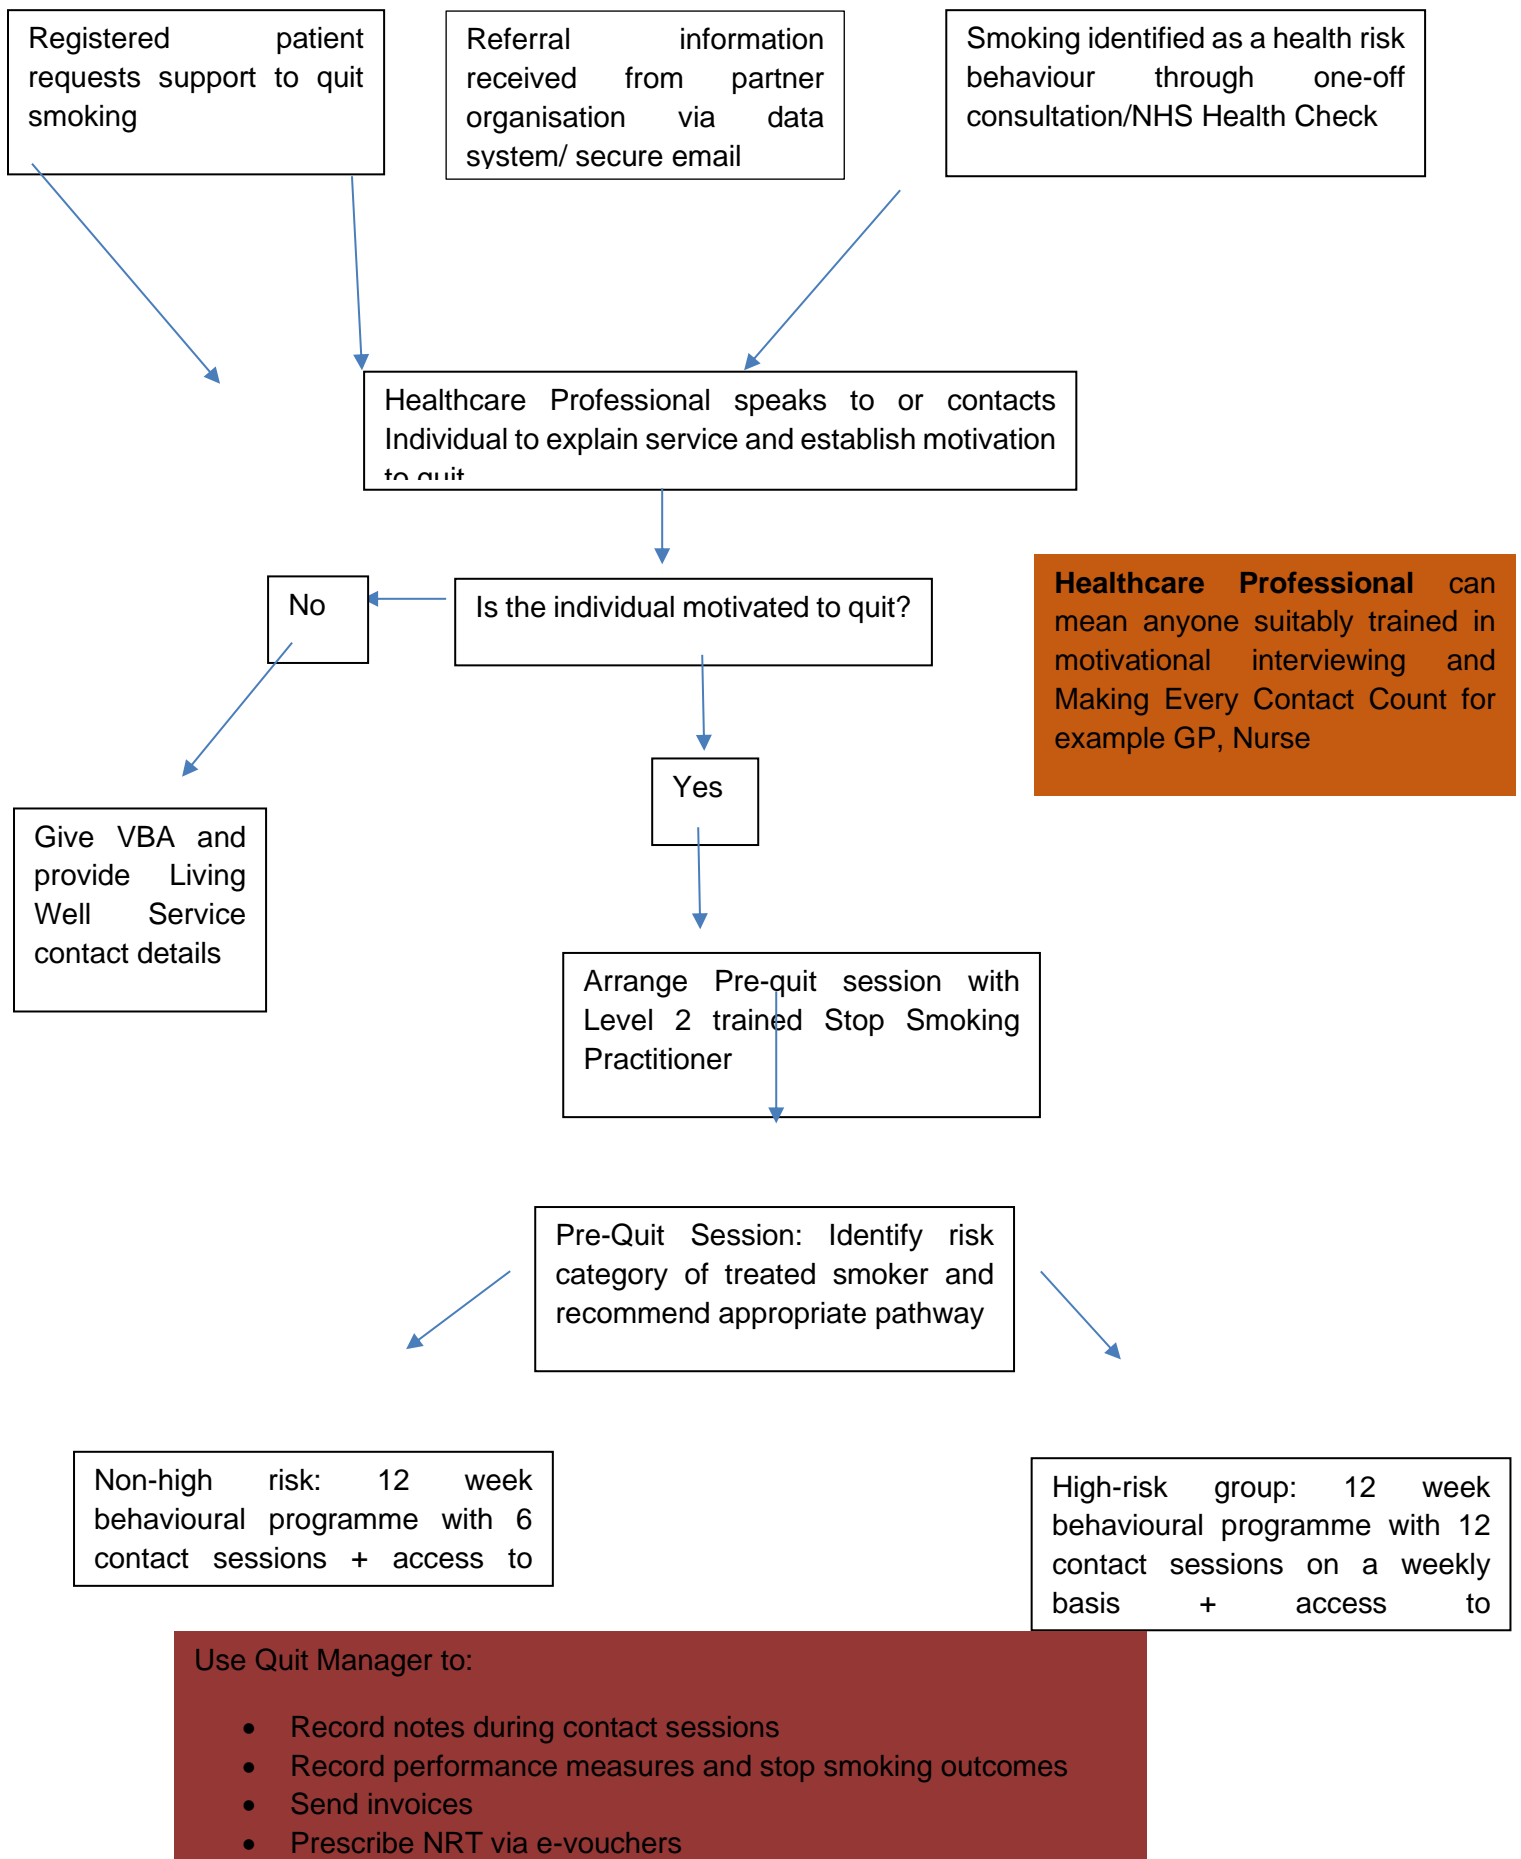 Registered patient
requests support to quit
smoking
Referral information
received from partner
organisation via data
system/ secure email
Smoking identified as a health risk
behaviour through one-off
consultation/NHS Health Check
Healthcare Professional speaks to or contacts
Individual to explain service and establish motivation
to quit
No
Is the individual motivated to quit?
Healthcare Professional can
mean anyone suitably trained in
motivational interviewing and
Making Every Contact Count for
example GP, Nurse
Yes
Give VBA and
provide Living
Well Service
contact details
Arrange Pre-quit session with
Level 2 trained Stop Smoking
Practitioner
Pre-Quit Session: Identify risk
category of treated smoker and
recommend appropriate pathway
Non-high risk: 12 week
behavioural programme with 6
contact sessions + access to
High-risk group: 12 week
behavioural programme with 12
contact sessions on a weekly
basis + access to
Use Quit Manager to:
• Record notes during contact sessions
• Record performance measures and stop smoking outcomes
• Send invoices
• Prescribe NRT via e-vouchers